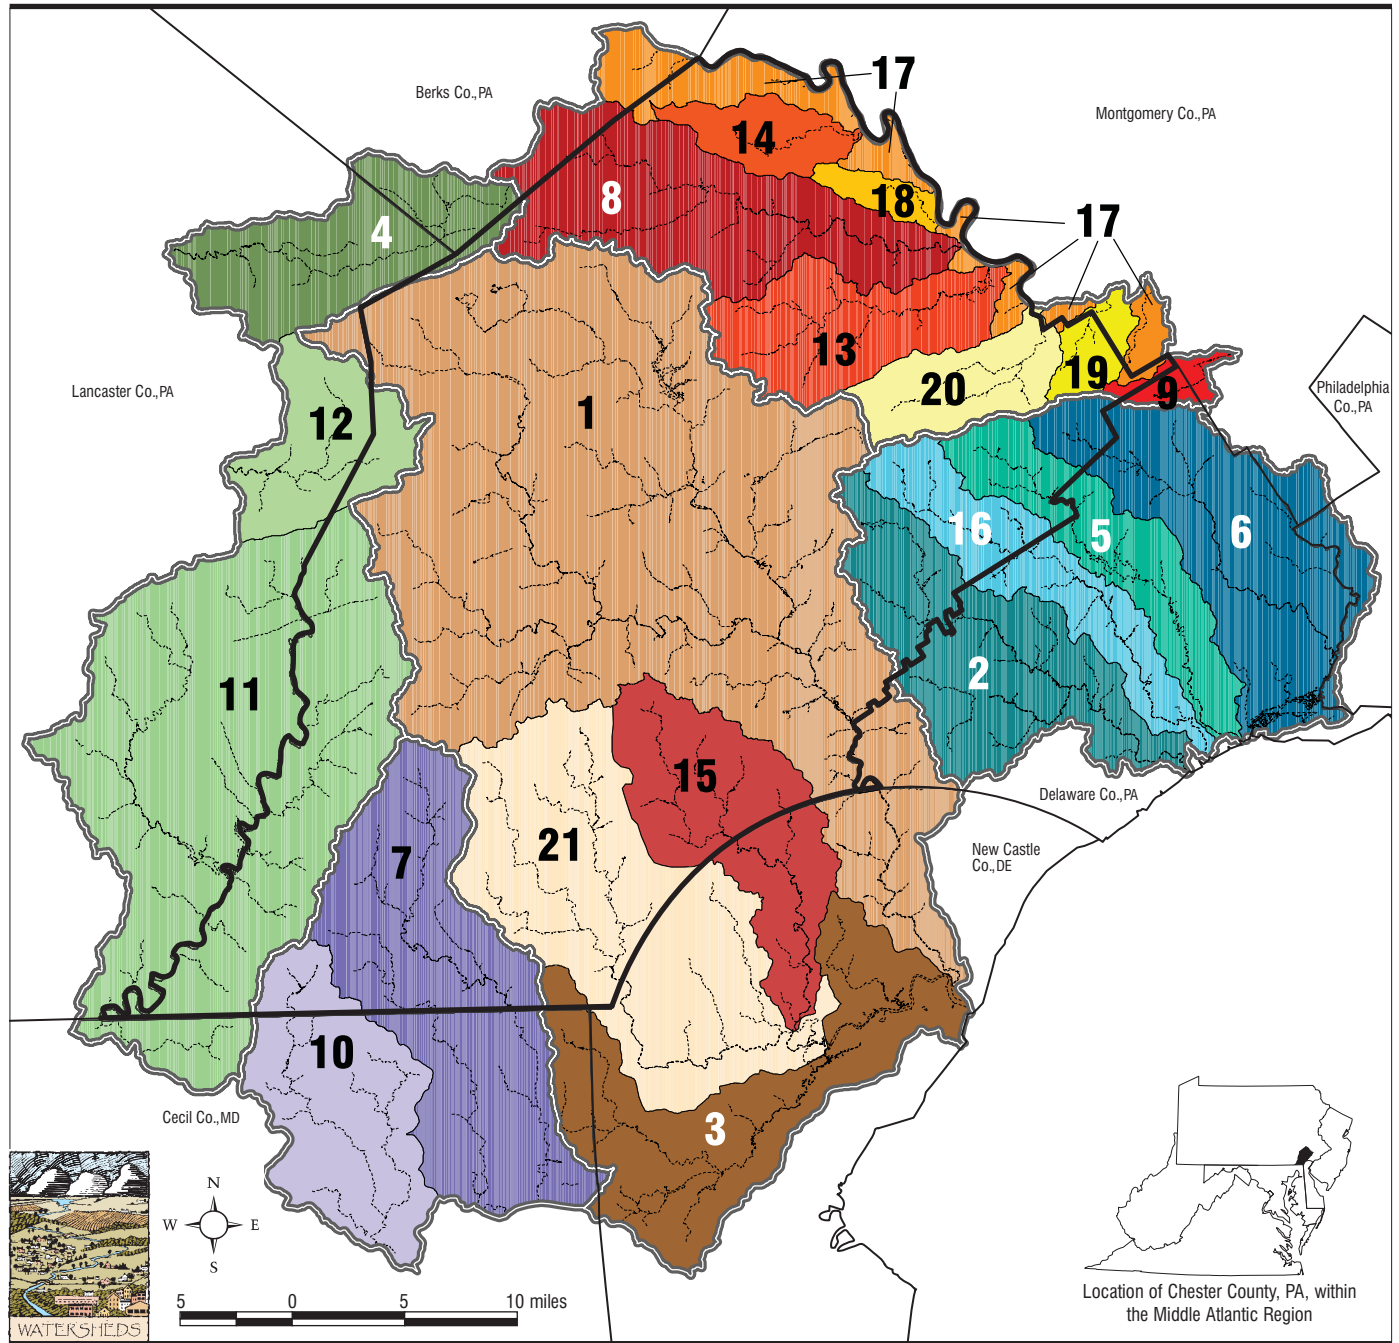 17
Berks Co., PA
Montgomery Co., PA
14
8
18
4
17
13
19
20
9
Lancaster Co., PA
Philadelphia
Co., PA
12
1
16
5
6
11
2
15
Delaware Co., PA
21
7
New Castle
Co., DE
10
3
Cecil Co., MD
N
W
E
S
WATERSHEDS
5
0
5
10 miles
Location of Chester County, PA, within
the Middle Atlantic Region